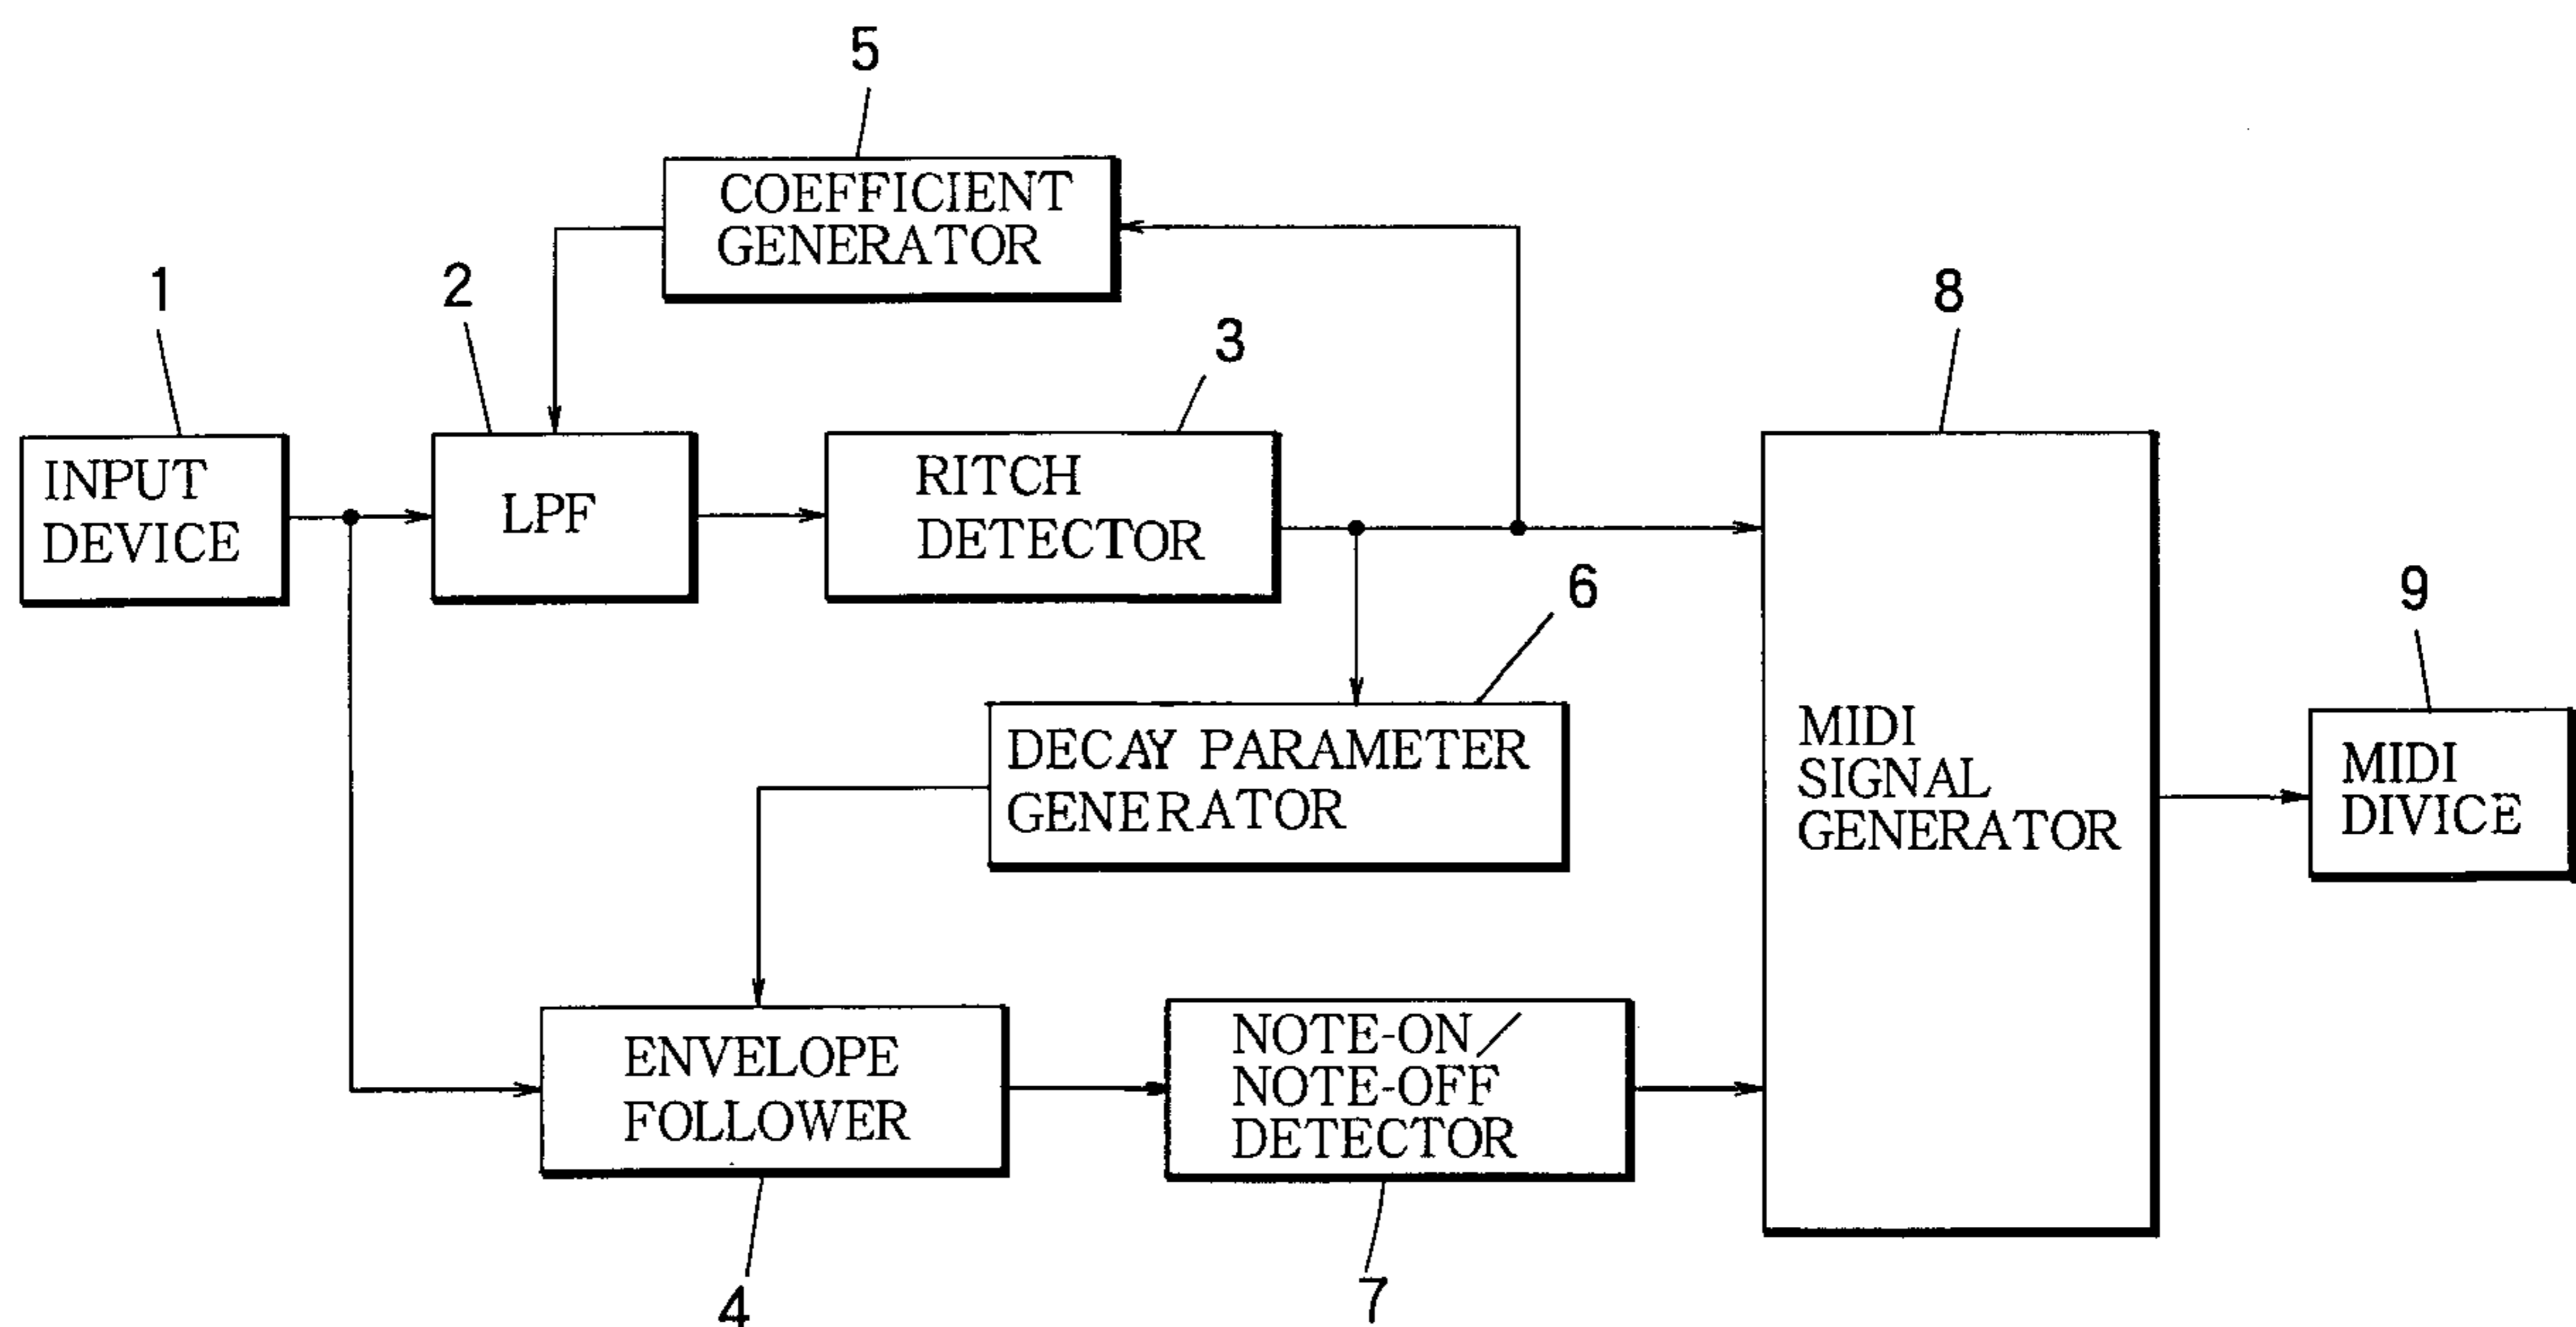 5
COEFFICIENT
GENERATOR
1
2
3
8
INPUT
DEVICE
LPF
RITCH
DETECTOR
6
9
DECAY PARAMETER
GENERATOR
MIDI
SIGNAL
GENERATOR
MIDI
DIVICE
ENVELOPE
FOLLOWER
NOTE-ON/
NOTE-OFF
DETECTOR
4
7